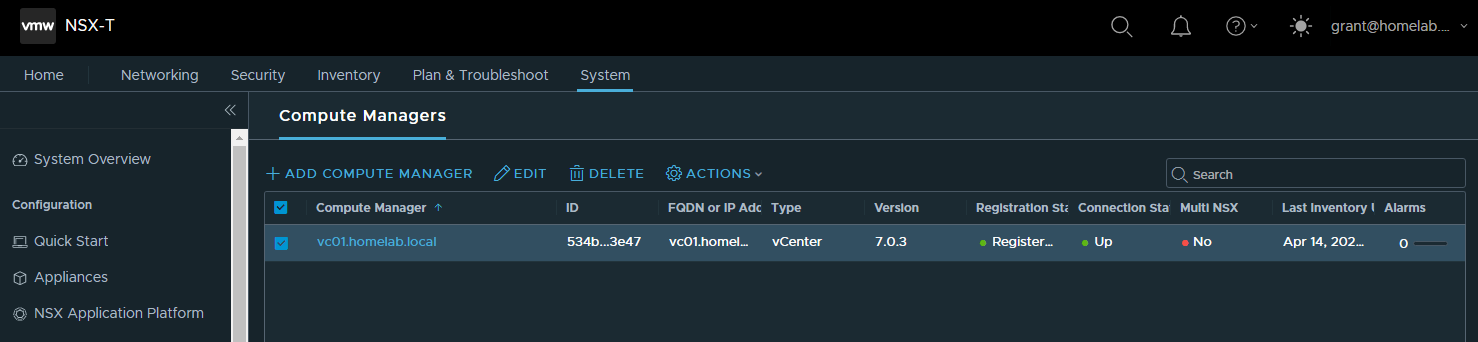 vmw NSX-T grant@homelab....
Home Networking Security Inventory Plan & Troubleshoot System
Compute Managers
System Overview
Configuration
Quick Start
Appliances
NSX Application Platform
ADD COMPUTE MANAGER EDIT DELETE ACTIONS Search
Compute Manager ID FQDN or IP Adc Type Version Registration Sta Connection Sta Multi NSX Last Inventory U Alarms
vc01.homelab.local 534b...3e47 vc01.homel... vCenter 7.0.3 Register... Up No Apr 14, 202... 0